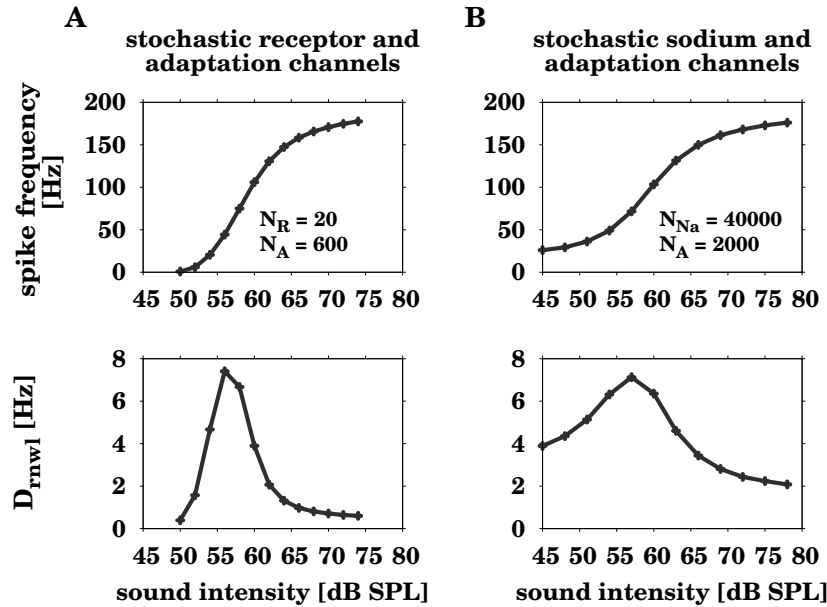 A
stochastic receptor and
adaptation channels
spike frequency
[Hz]
200
150
100
50
0
N_R = 20
N_A = 600
45 50 55 60 65 70 75 80
D_rnwl [Hz]
8
6
4
2
0
45 50 55 60 65 70 75 80
sound intensity [dB SPL]
B
stochastic sodium and
adaptation channels
200
150
100
50
0
N_Na = 40000
N_A = 2000
45 50 55 60 65 70 75 80
8
6
4
2
0
45 50 55 60 65 70 75 80
sound intensity [dB SPL]